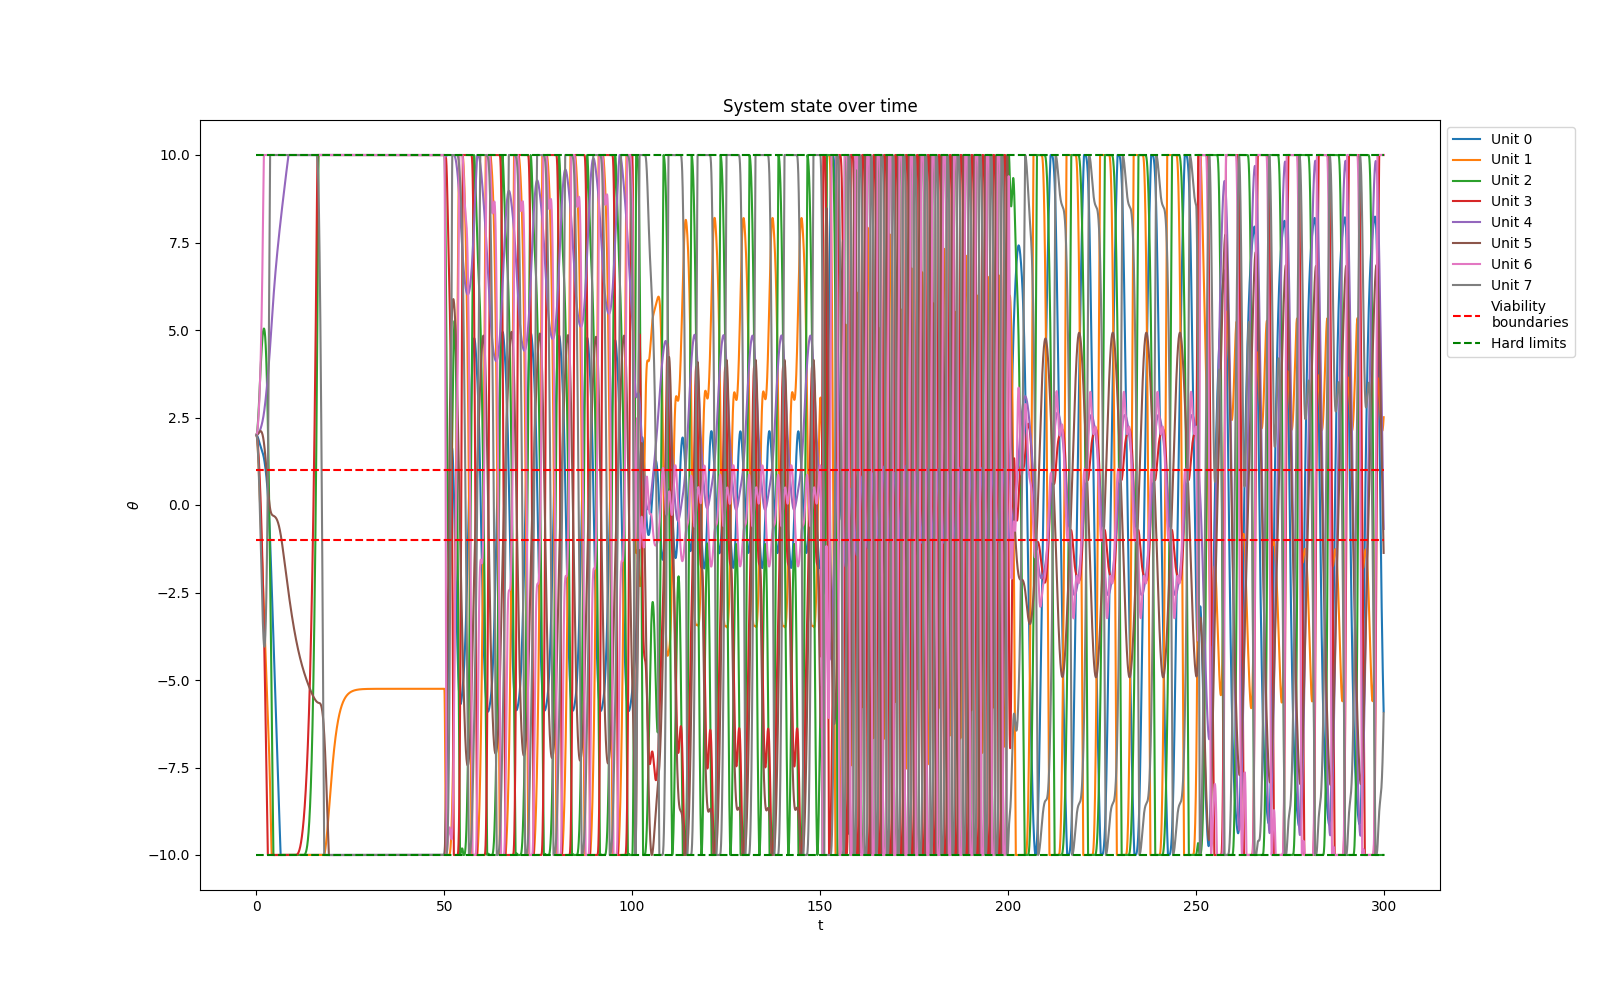 System state over time
10.0
7.5
5.0
2.5
0.0
−2.5
−5.0
−7.5
−10.0
θ
0
50
100
150
200
250
300
t
Unit 0
Unit 1
Unit 2
Unit 3
Unit 4
Unit 5
Unit 6
Unit 7
Viability
boundaries
Hard limits